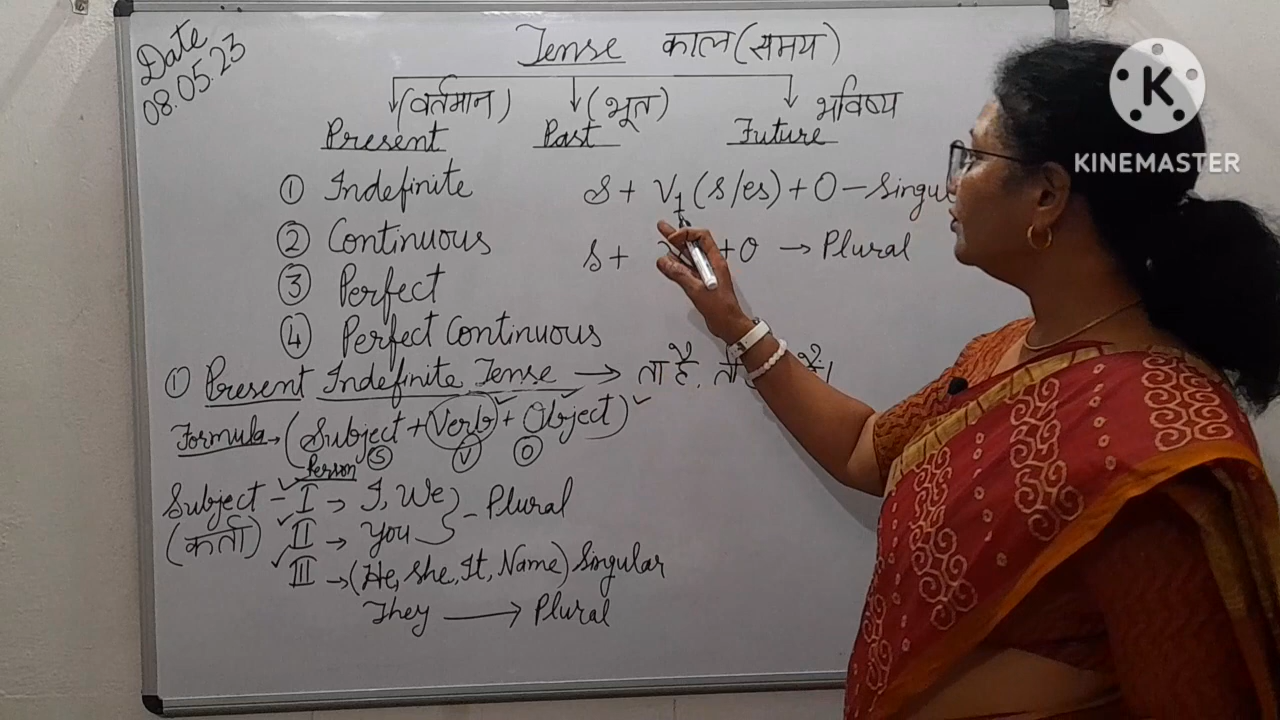 Date
08.05.23
Tense काल (समय)
(वर्तमान) (भूत) भविष्य
Present Past Future
① Indefinite S + V1 (s/es) + O - Singul
② Continuous S + + O → Plural
③ Perfect
④ Perfect Continuous
① Present Indefinite Tense → ता है,
Formula → (Subject + Verb + Object)
Person S V O
Subject - I → I, We } - Plural
(कर्ता) II → You
III → (He, She, It, Name) Singular
They → Plural
K
KINEMASTER